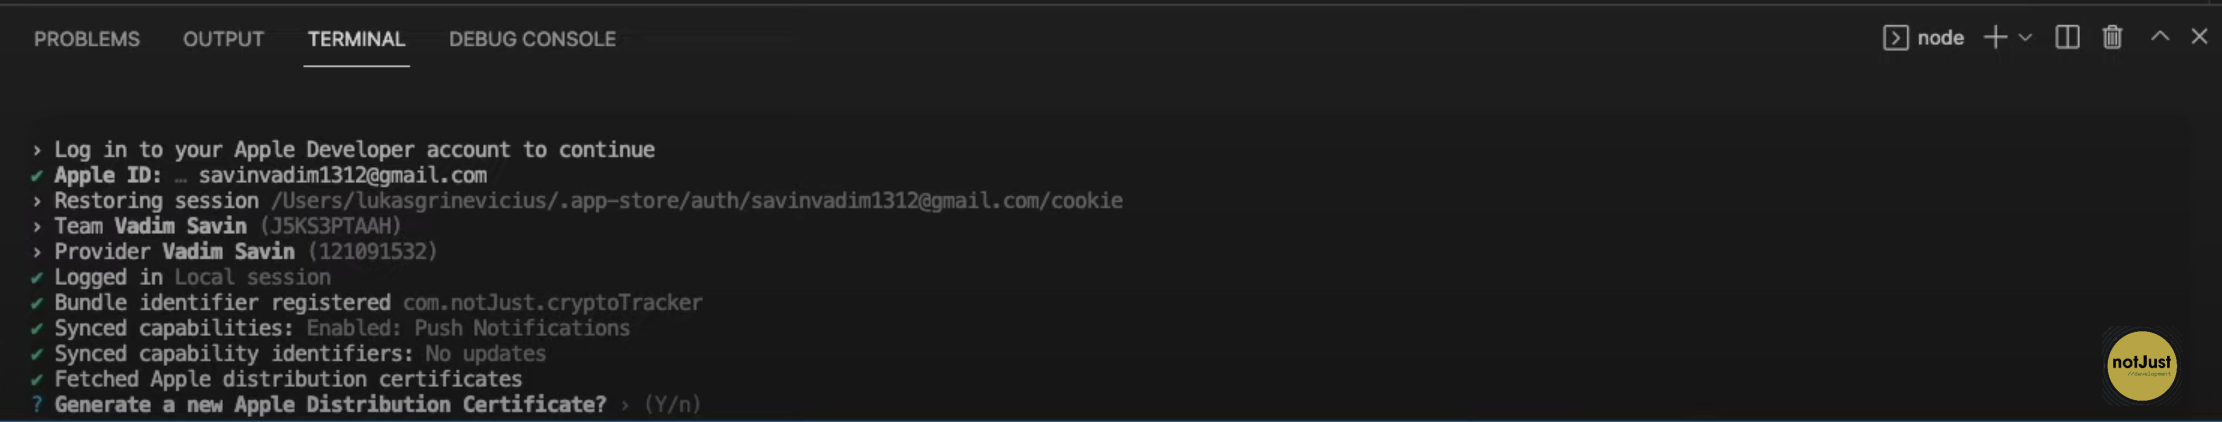 PROBLEMS OUTPUT TERMINAL DEBUG CONSOLE node
› Log in to your Apple Developer account to continue
✔ Apple ID: … savinvadim1312@gmail.com
› Restoring session /Users/lukasgrinevicius/.app-store/auth/savinvadim1312@gmail.com/cookie
› Team Vadim Savin (J5KS3PTAAH)
› Provider Vadim Savin (121091532)
✔ Logged in Local session
✔ Bundle identifier registered com.notJust.cryptoTracker
✔ Synced capabilities: Enabled: Push Notifications
✔ Synced capability identifiers: No updates
✔ Fetched Apple distribution certificates
? Generate a new Apple Distribution Certificate? › (Y/n)
notJust
//development